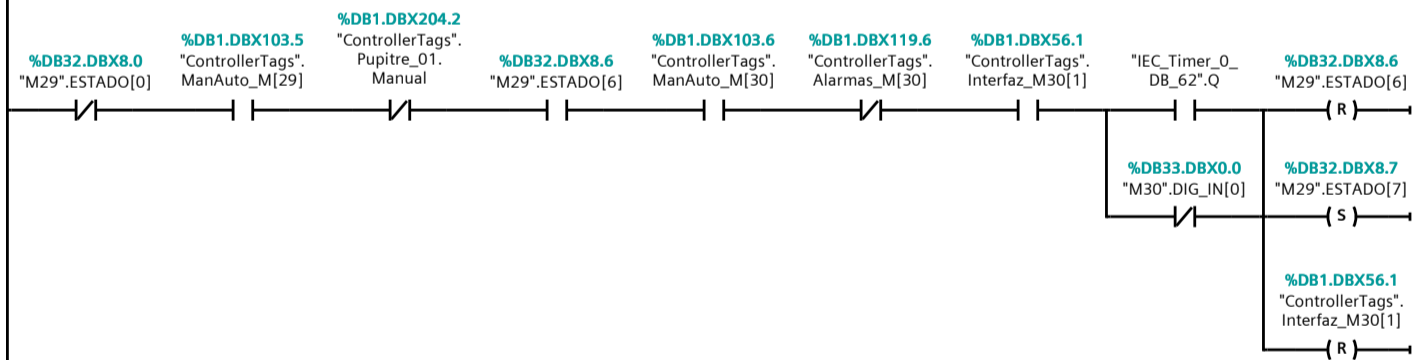 %DB32.DBX8.0
"M29".ESTADO[0]
%DB1.DBX103.5
"ControllerTags".
ManAuto_M[29]
%DB1.DBX204.2
"ControllerTags".
Pupitre_01.
Manual
%DB32.DBX8.6
"M29".ESTADO[6]
%DB1.DBX103.6
"ControllerTags".
ManAuto_M[30]
%DB1.DBX119.6
"ControllerTags".
Alarmas_M[30]
%DB1.DBX56.1
"ControllerTags".
Interfaz_M30[1]
"IEC_Timer_0_
DB_62".Q
%DB32.DBX8.6
"M29".ESTADO[6]
R
%DB33.DBX0.0
"M30".DIG_IN[0]
%DB32.DBX8.7
"M29".ESTADO[7]
S
%DB1.DBX56.1
"ControllerTags".
Interfaz_M30[1]
R